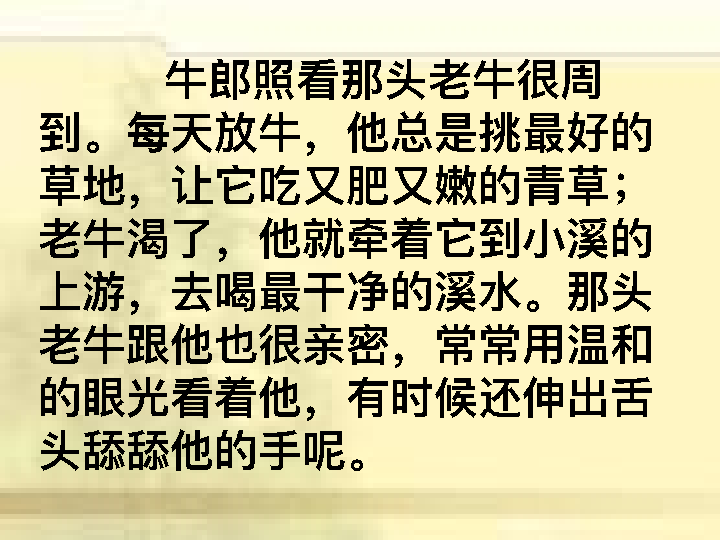 牛郎照看那头老牛很周
到。每天放牛，他总是挑最好的
草地，让它吃又肥又嫩的青草；
老牛渴了，他就牵着它到小溪的
上游，去喝最干净的溪水。那头
老牛跟他也很亲密，常常用温和
的眼光看着他，有时候还伸出舌
头舔舔他的手呢。